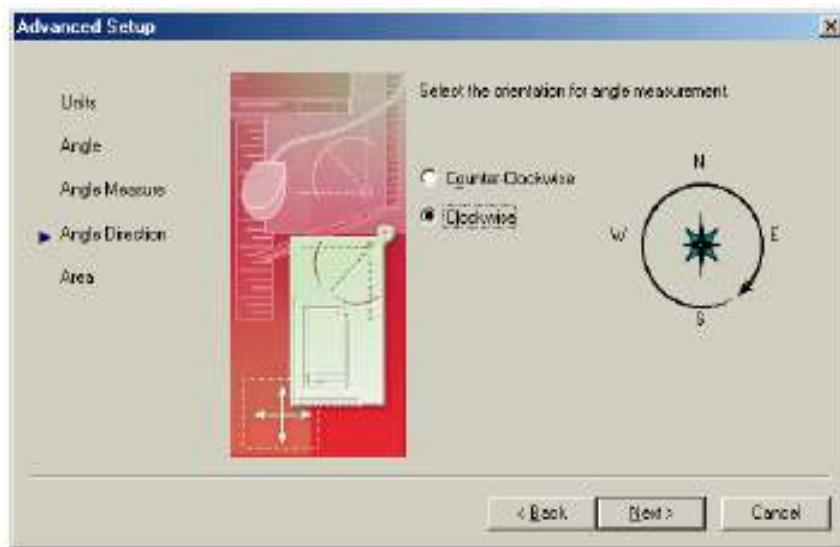 Advanced Setup
Units
Angle
Angle Measure
Angle Direction
Area
Select the orientation for angle measurement.
Counter-Clockwise
Clockwise
N
W
E
S
< Back
Next >
Cancel